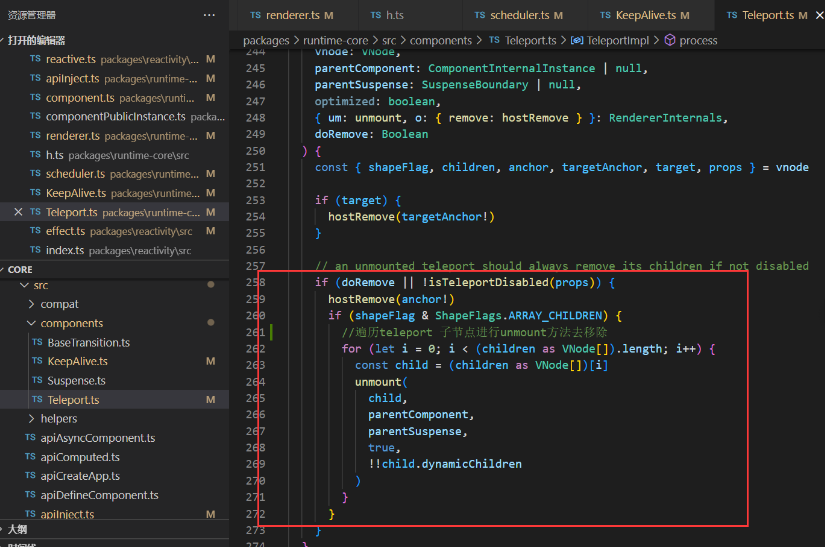 资源管理器
···
打开的编辑器
TS reactive.ts packages\reactivity\... M
TS apiInject.ts packages\runtime-... M
TS component.ts packages\runti... M
TS componentPublicInstance.ts packa...
TS renderer.ts packages\runtime-... M
TS h.ts packages\runtime-core\src
TS scheduler.ts packages\runtim... M
TS KeepAlive.ts packages\runtime... M
× TS Teleport.ts packages\runtime-c... M
TS effect.ts packages\reactivity\src M
TS index.ts packages\reactivity\src
CORE
src
compat
components
TS BaseTransition.ts
TS KeepAlive.ts M
TS Suspense.ts
TS Teleport.ts M
helpers
TS apiAsyncComponent.ts
TS apiComputed.ts
TS apiCreateApp.ts
TS apiDefineComponent.ts
TS apiInject.ts M
大纲
TS renderer.ts M TS h.ts TS scheduler.ts M TS KeepAlive.ts M TS Teleport.ts M ×
packages > runtime-core > src > components > TS Teleport.ts > TeleportImpl > process
244 vnode: VNode,
245 parentComponent: ComponentInternalInstance | null,
246 parentSuspense: SuspenseBoundary | null,
247 optimized: boolean,
248 { um: unmount, o: { remove: hostRemove } }: RendererInternals,
249 doRemove: Boolean
250 ) {
251 const { shapeFlag, children, anchor, targetAnchor, target, props } = vnode
252
253 if (target) {
254 hostRemove(targetAnchor!)
255 }
256
257 // an unmounted teleport should always remove its children if not disabled
258 if (doRemove || !isTeleportDisabled(props)) {
259 hostRemove(anchor!)
260 if (shapeFlag & ShapeFlags.ARRAY_CHILDREN) {
261 //遍历teleport 子节点进行unmount方法去移除
262 for (let i = 0; i < (children as VNode[]).length; i++) {
263 const child = (children as VNode[])[i]
264 unmount(
265 child,
266 parentComponent,
267 parentSuspense,
268 true,
269 !!child.dynamicChildren
270 )
271 }
272 }
273 }
274 }